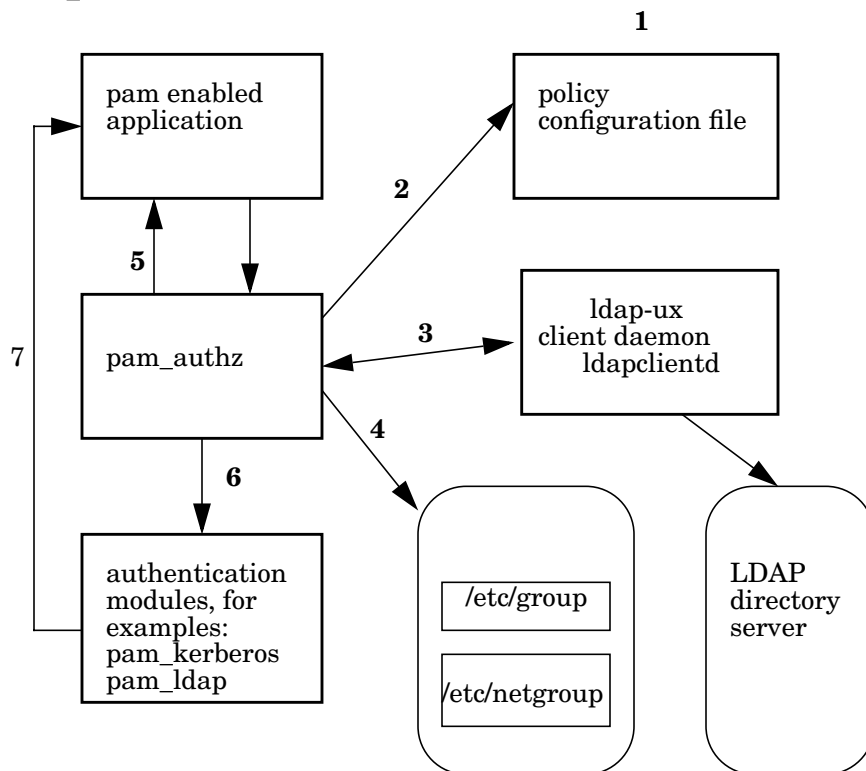 1
pam enabled
application
policy
configuration file
2
5
pam_authz
3
ldap-ux
client daemon
ldapclientd
7
4
6
authentication
modules, for
examples:
pam_kerberos
pam_ldap
/etc/group
/etc/netgroup
LDAP
directory
server